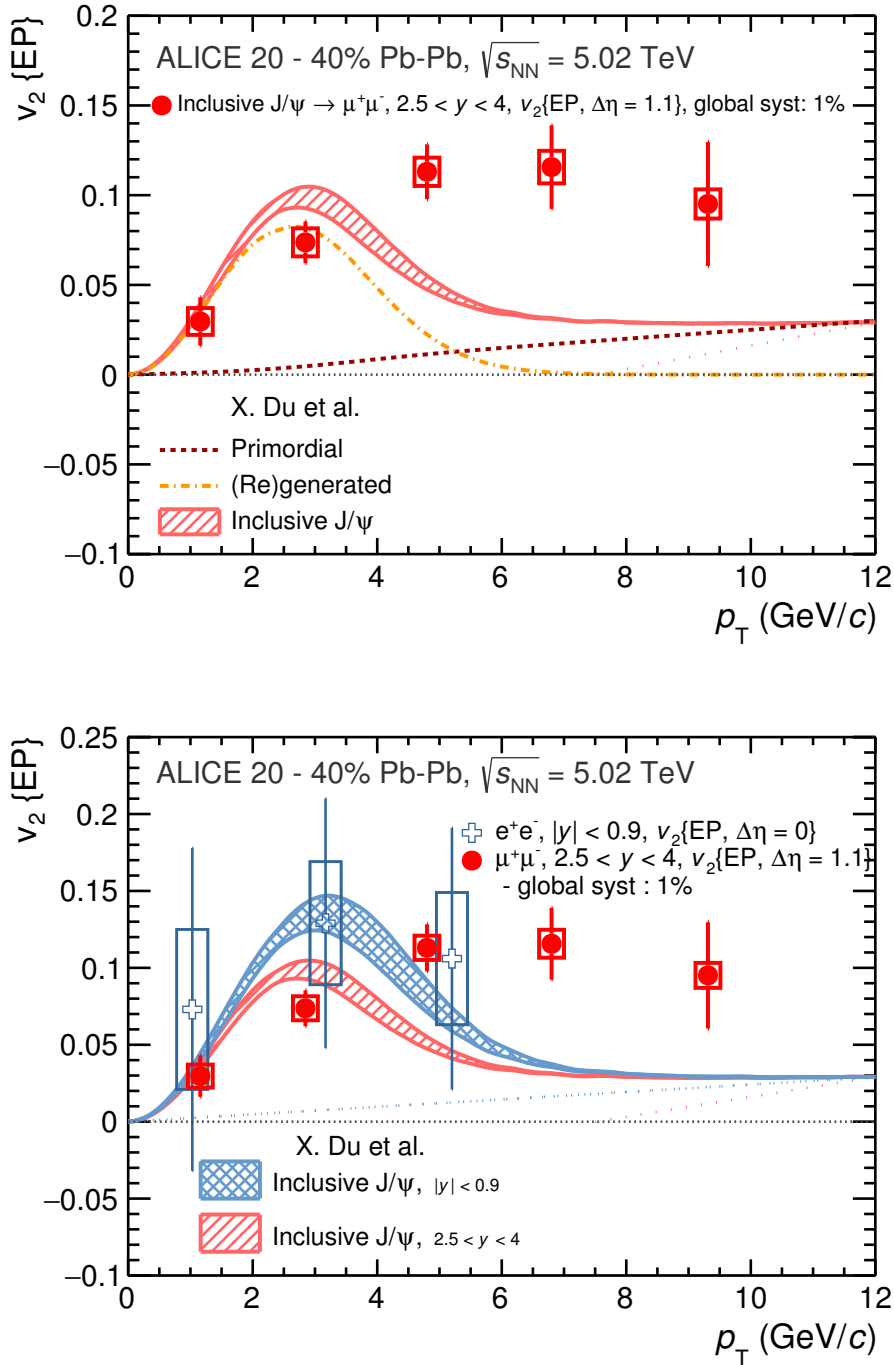 v₂ {EP}
0.2
0.15
0.1
0.05
0
−0.05
−0.1
ALICE 20 - 40% Pb-Pb, √s_NN = 5.02 TeV
Inclusive J/ψ → μ⁺μ⁻, 2.5 < y < 4, v₂{EP, Δη = 1.1}, global syst: 1%
X. Du et al.
Primordial
(Re)generated
Inclusive J/ψ
0 2 4 6 8 10 12
p_T (GeV/c)
v₂ {EP}
0.25
0.2
0.15
0.1
0.05
0
−0.05
−0.1
ALICE 20 - 40% Pb-Pb, √s_NN = 5.02 TeV
e⁺e⁻, |y| < 0.9, v₂{EP, Δη = 0}
μ⁺μ⁻, 2.5 < y < 4, v₂{EP, Δη = 1.1}
- global syst : 1%
X. Du et al.
Inclusive J/ψ, |y| < 0.9
Inclusive J/ψ, 2.5 < y < 4
0 2 4 6 8 10 12
p_T (GeV/c)